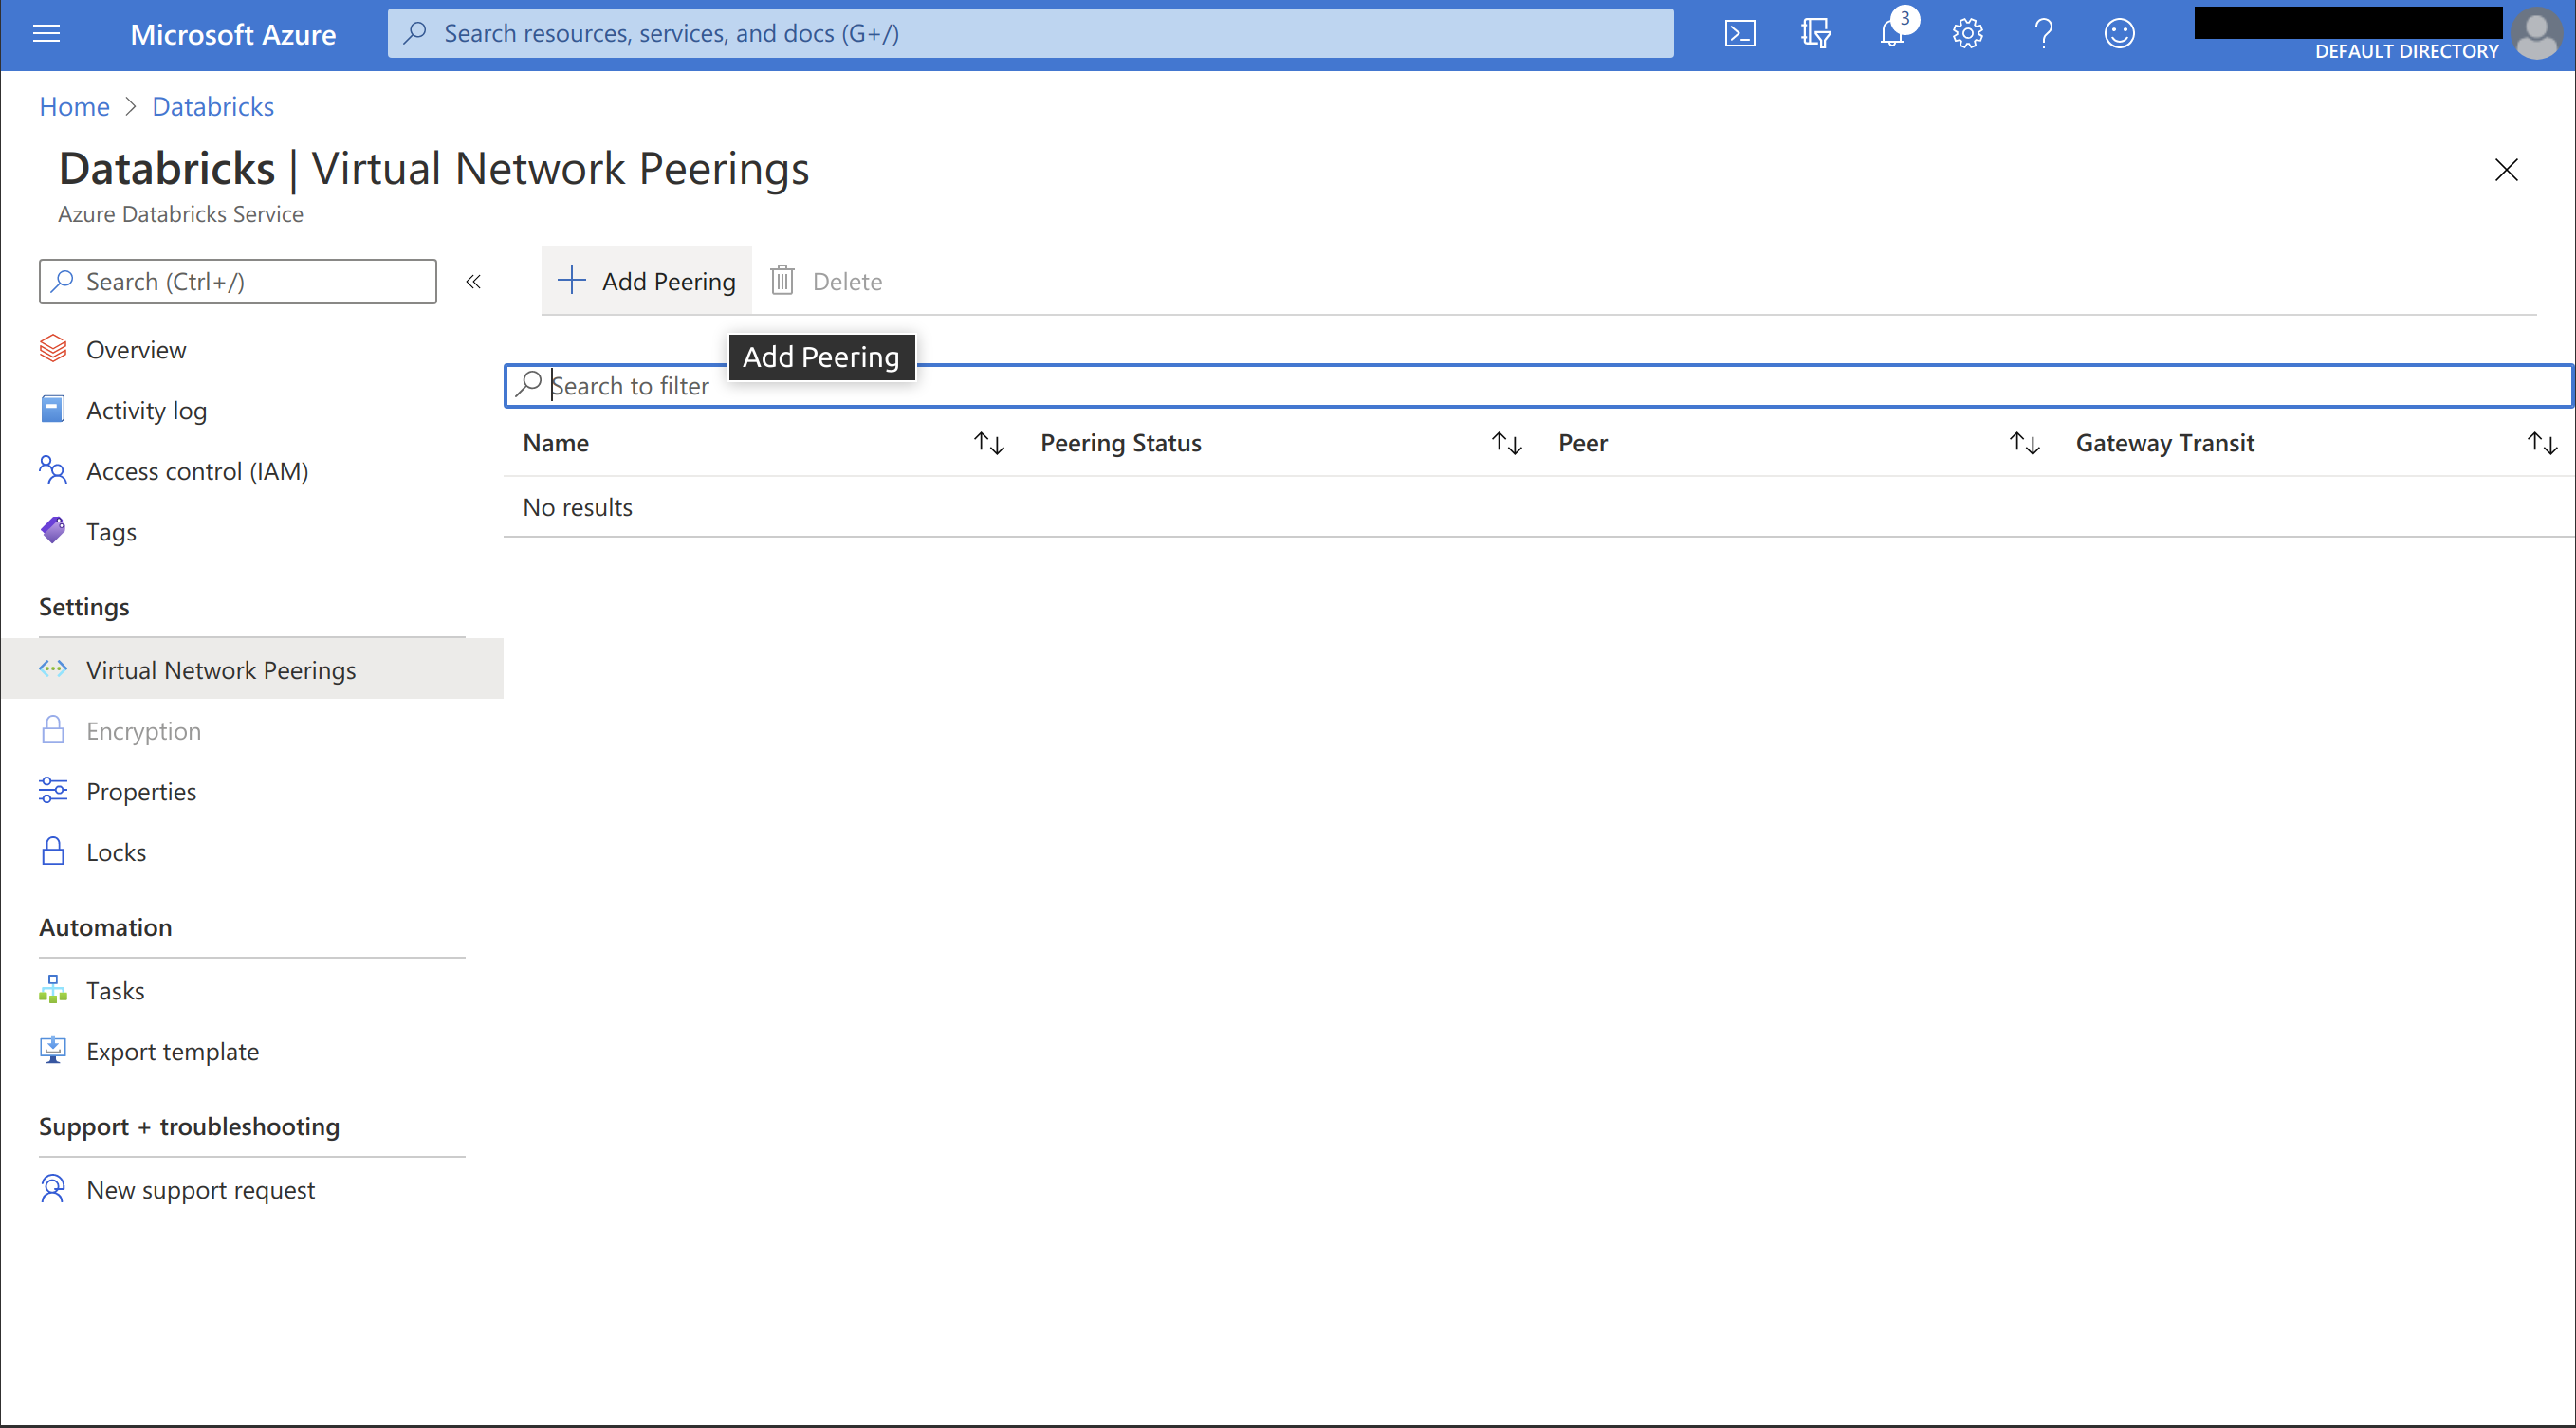 Microsoft Azure
Search resources, services, and docs (G+/)
3
DEFAULT DIRECTORY
Home > Databricks
Databricks | Virtual Network Peerings
Azure Databricks Service
Search (Ctrl+/)
«
Add Peering
Delete
Add Peering
Search to filter
Name
Peering Status
Peer
Gateway Transit
No results
Overview
Activity log
Access control (IAM)
Tags
Settings
Virtual Network Peerings
Encryption
Properties
Locks
Automation
Tasks
Export template
Support + troubleshooting
New support request